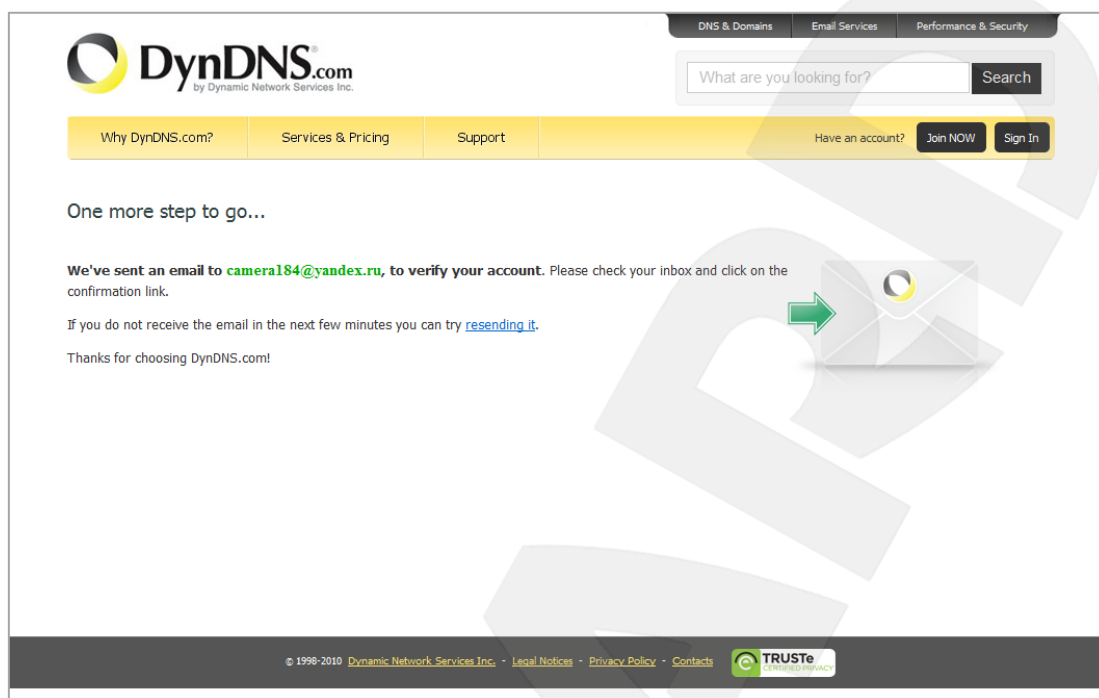 DNS & Domains Email Services Performance & Security
DynDNS.com
by Dynamic Network Services Inc.
What are you looking for? Search
Why DynDNS.com? Services & Pricing Support Have an account? Join NOW Sign In
One more step to go...
We've sent an email to camera184@yandex.ru, to verify your account. Please check your inbox and click on the
confirmation link.
If you do not receive the email in the next few minutes you can try resending it.
Thanks for choosing DynDNS.com!
© 1998-2010 Dynamic Network Services Inc. - Legal Notices - Privacy Policy - Contacts
TRUSTe
CERTIFIED PRIVACY